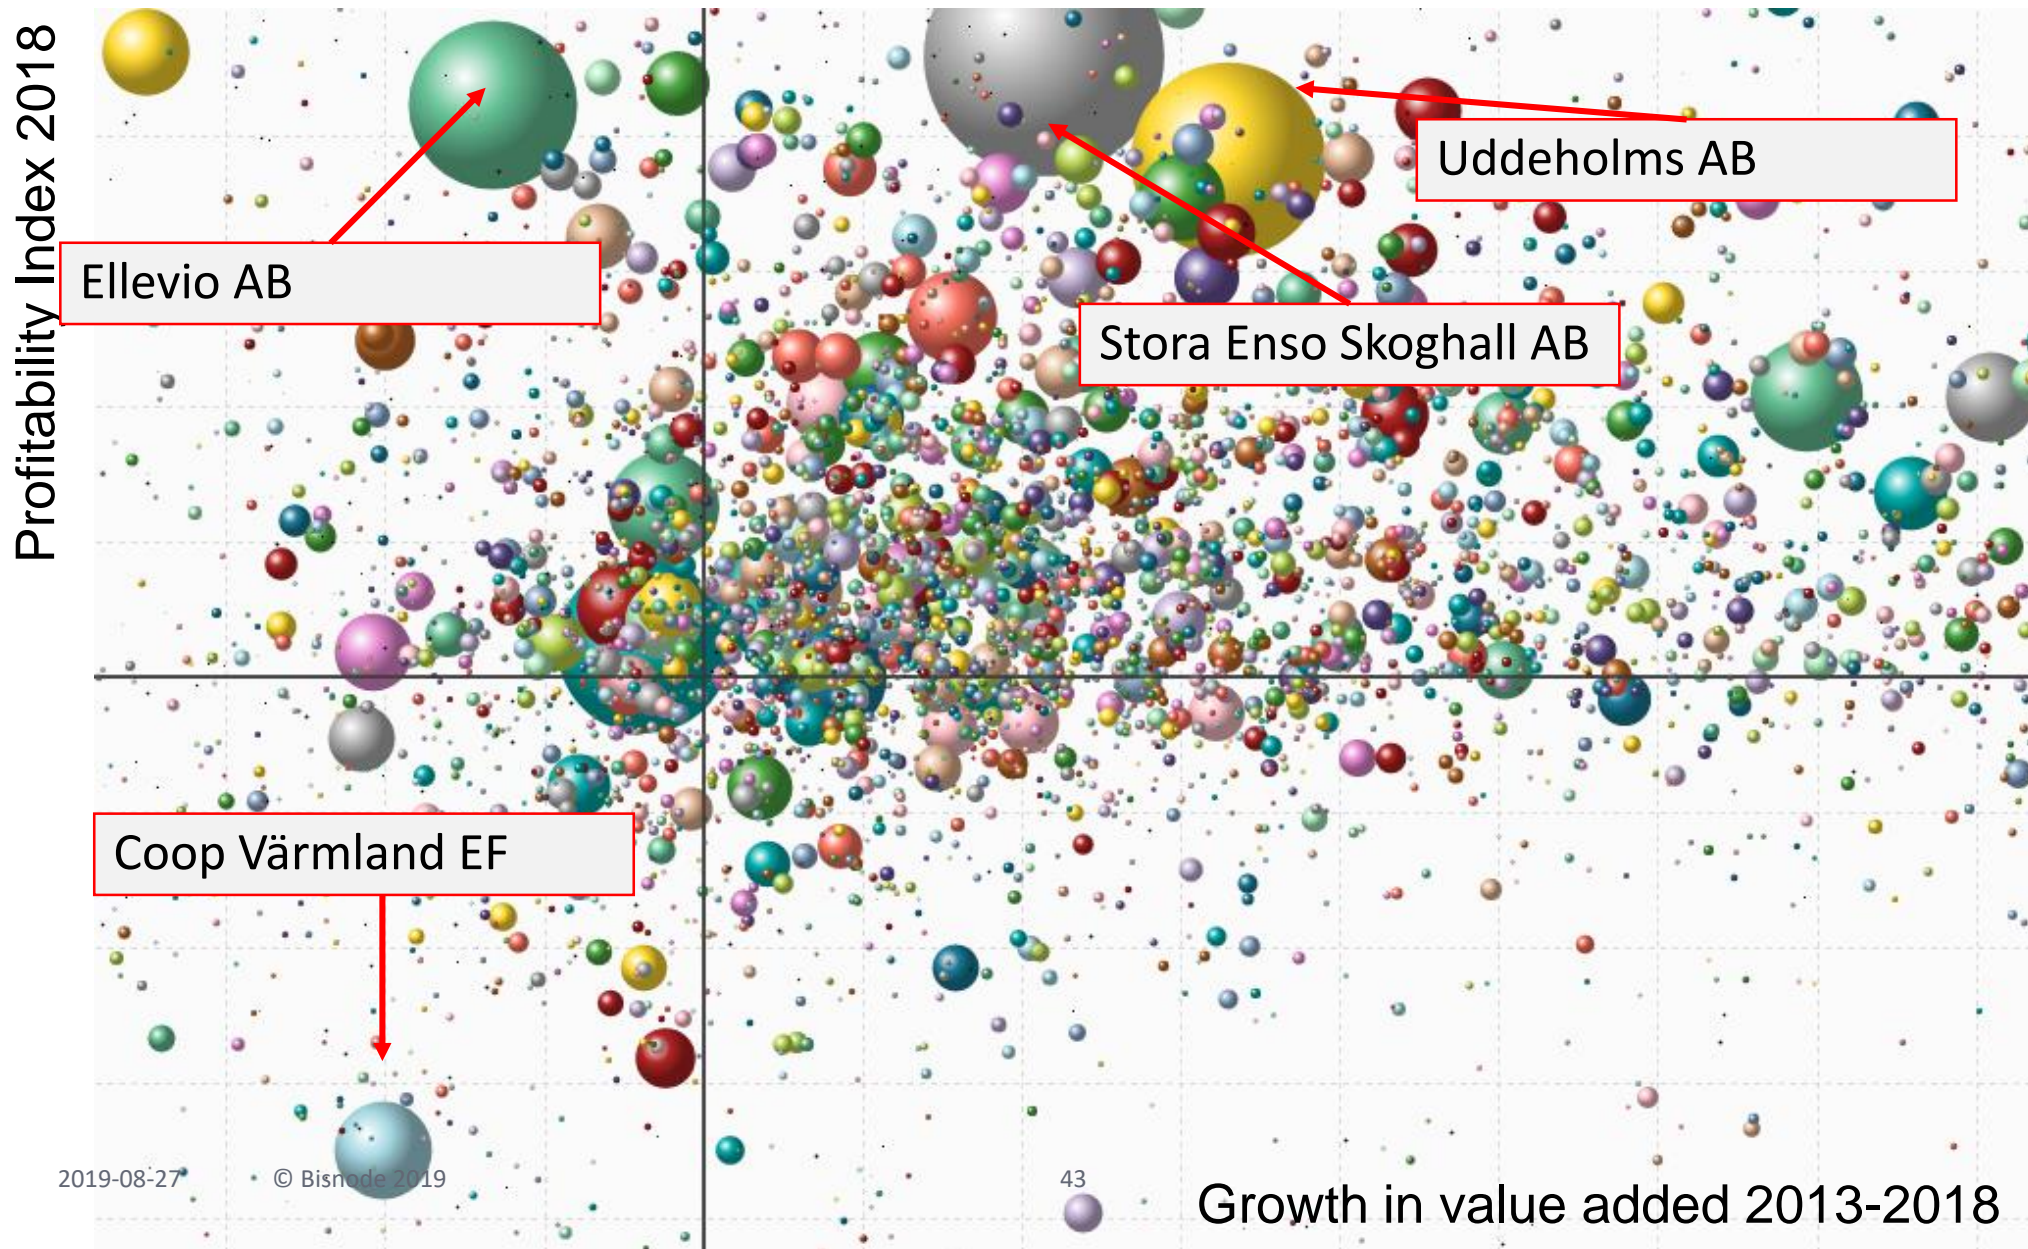 Profitability Index 2018
Uddeholms AB
Ellevio AB
Stora Enso Skoghall AB
Coop Värmland EF
2019-08-27
© Bisnode 2019
43
Growth in value added 2013-2018